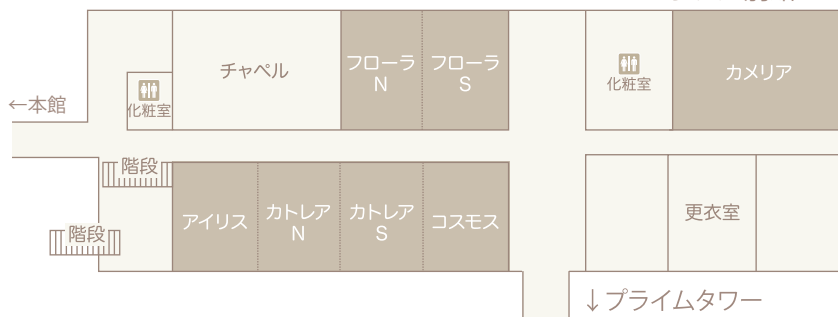 チャペル
フローラ
N
フローラ
S
化粧室
カメリア
化粧室
←本館
階段
アイリス
カトレア
N
カトレア
S
コスモス
更衣室
階段
↓プライムタワー